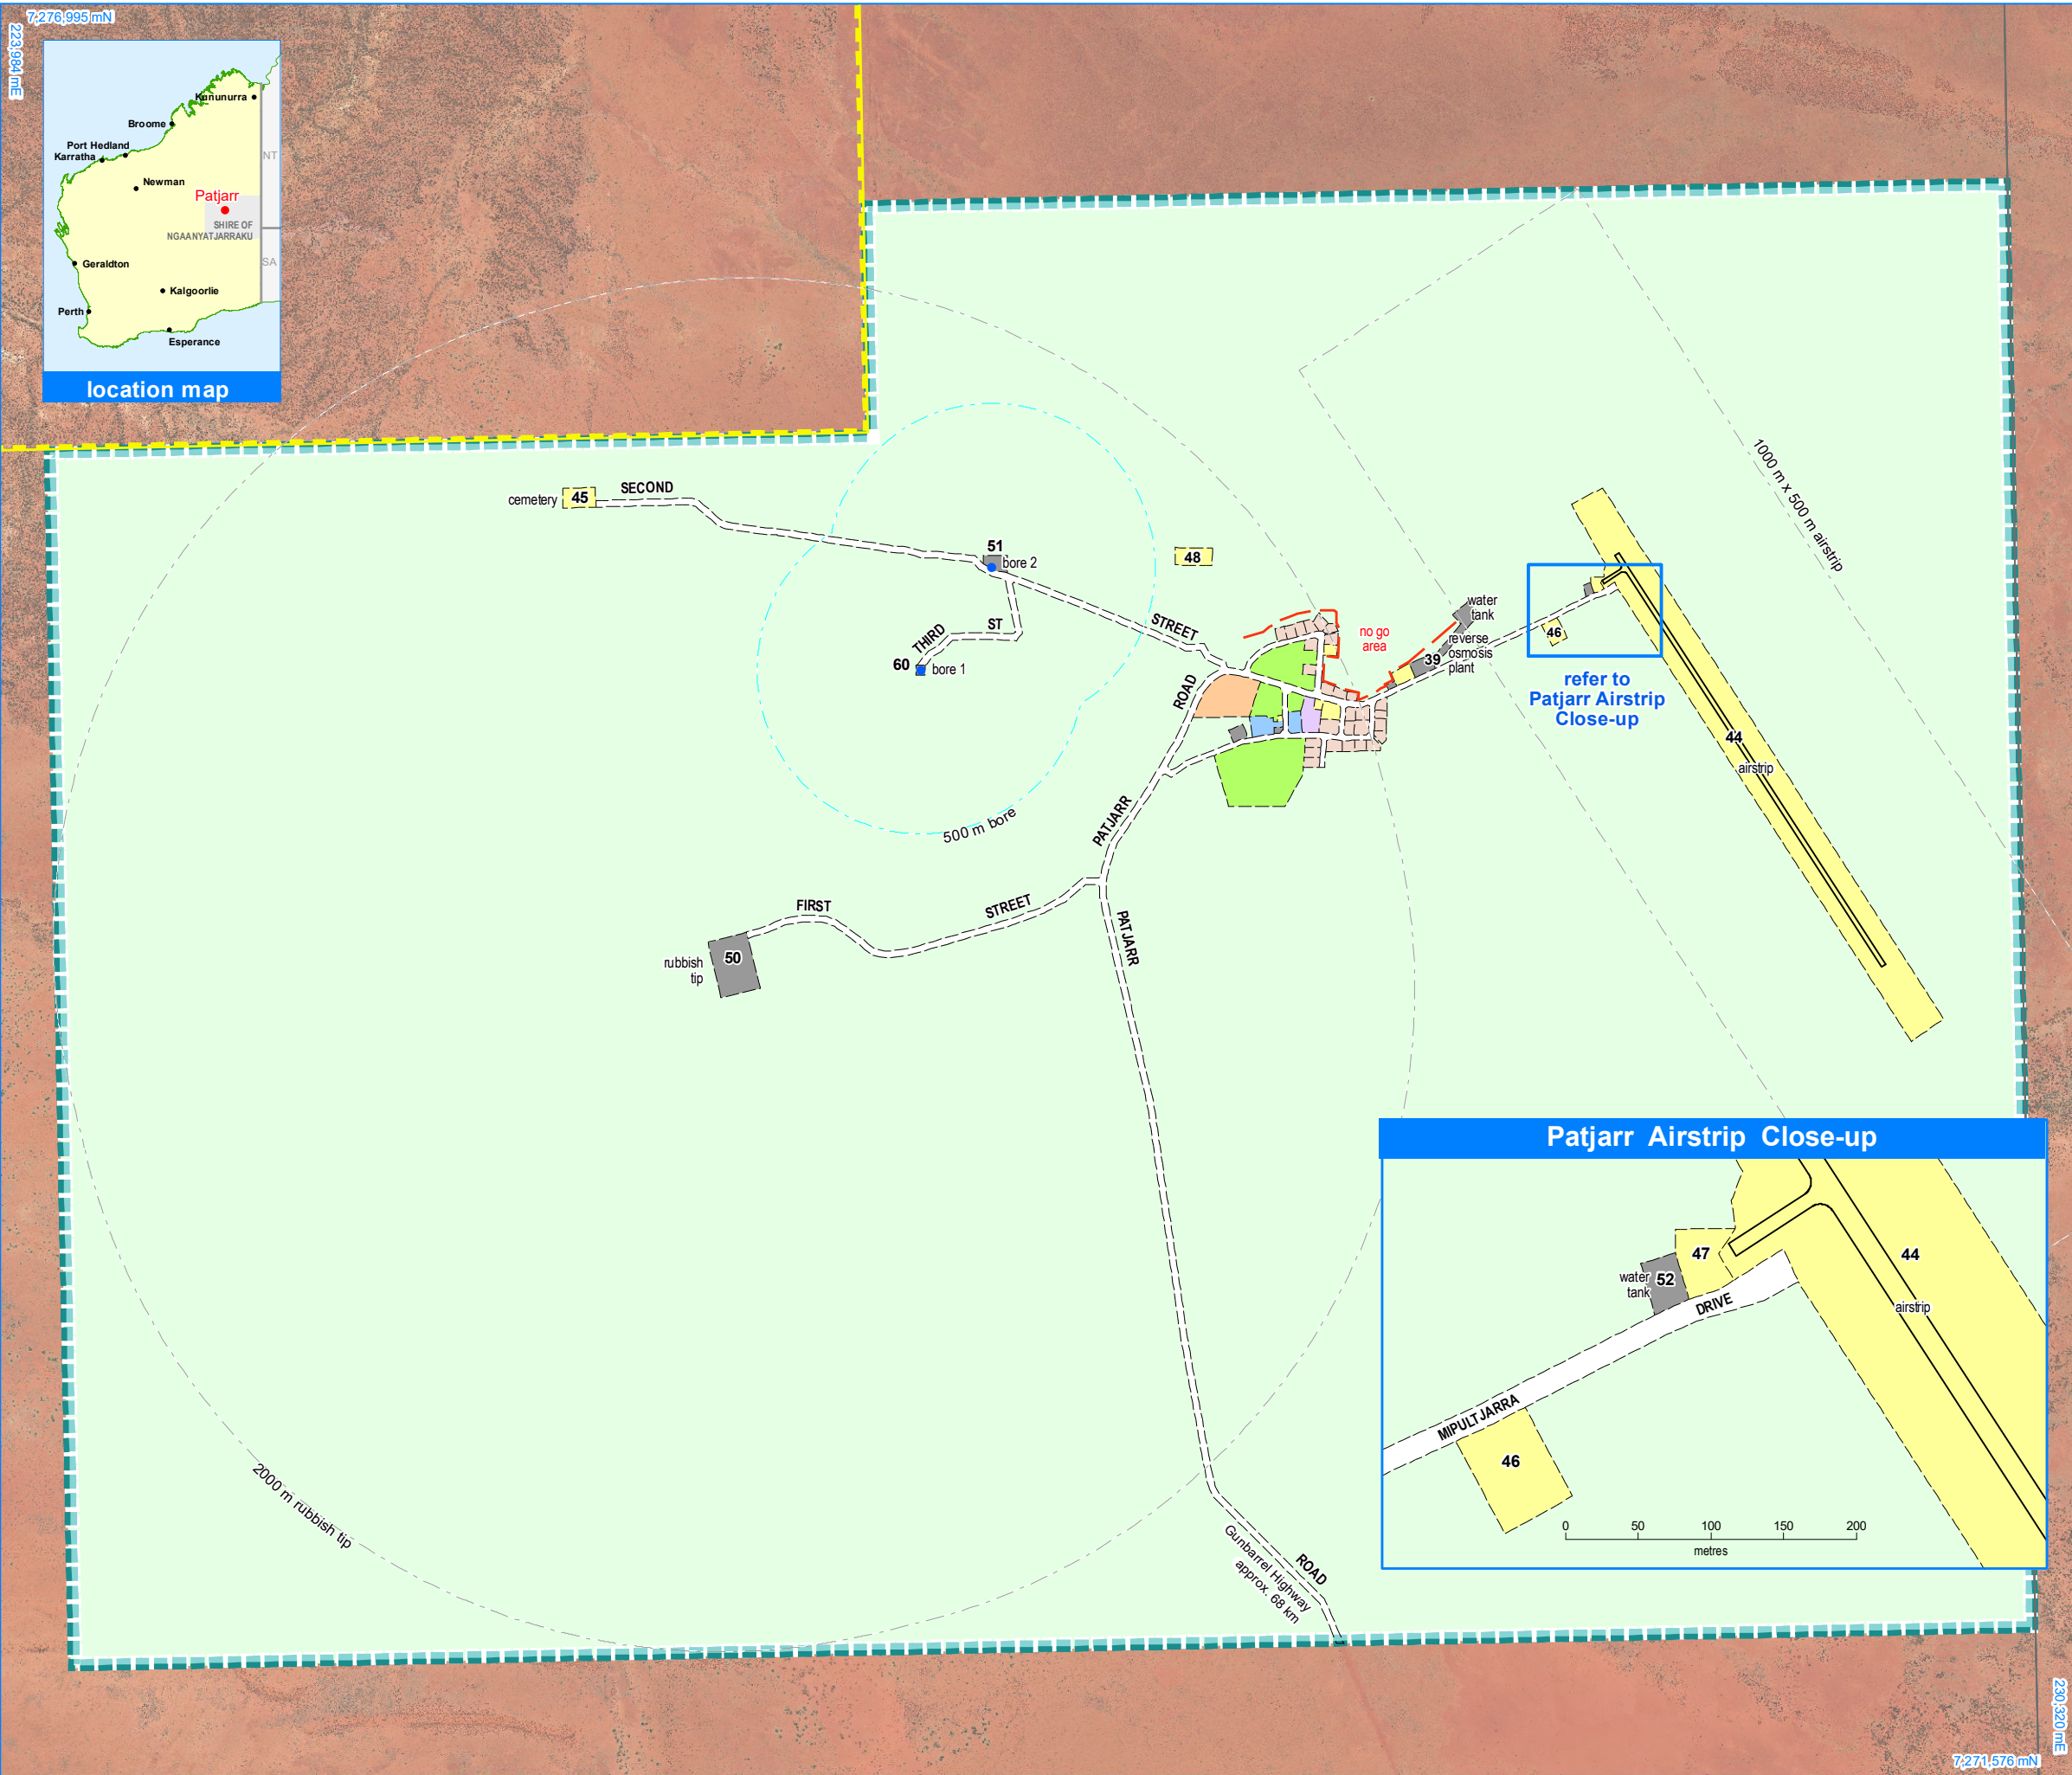 7,276,995 mN
223,984 mE
Kununurra
Broome
Port Hedland
Karratha
Newman
Patjarr
SHIRE OF
NGAANYATJARRAKU
NT
SA
Geraldton
Kalgoorlie
Perth
Esperance
location map
1000 m x 500 m airstrip
cemetery
45
SECOND
51
bore 2
48
STREET
THIRD
ST
60
bore 1
ROAD
no go
area
water
tank
reverse
osmosis
plant
39
46
refer to
Patjarr Airstrip
Close-up
44
airstrip
500 m bore
PATJARR
FIRST
STREET
PATJARR
rubbish
tip
50
2000 m rubbish tip
ROAD
Gunbarrel Highway
approx. 68 km
Patjarr Airstrip Close-up
47
44
water
tank
52
DRIVE
airstrip
MIPULTJARRA
46
0 50 100 150 200
metres
230,320 mE
7,271,576 mN